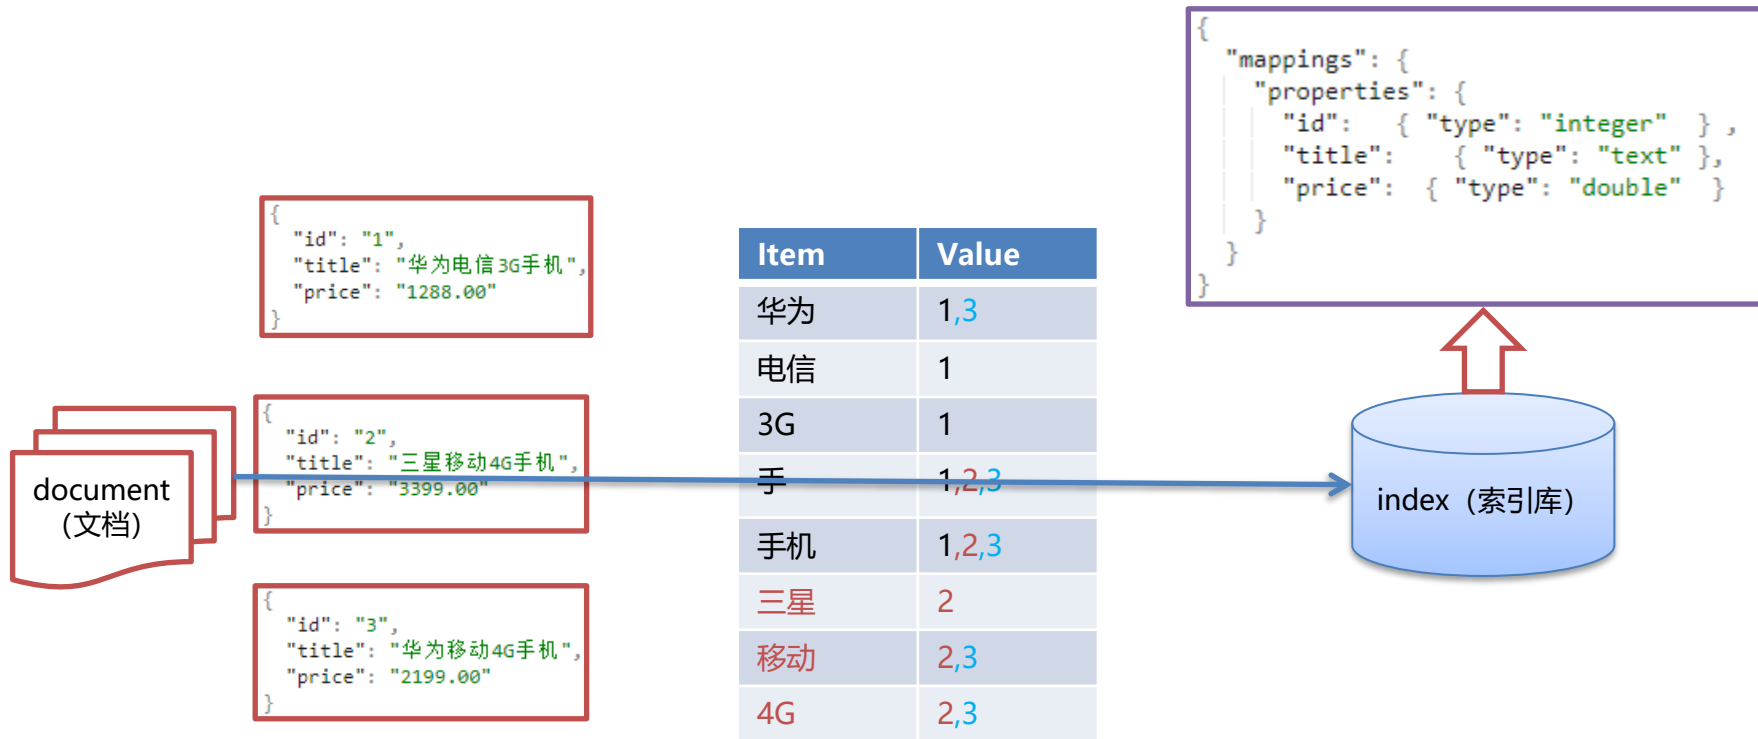 {
"mappings": {
"properties": {
"id": { "type": "integer" } ,
"title": { "type": "text" },
"price": { "type": "double" }
}
}
}
{
"id": "1",
"title": "华为电信3G手机",
"price": "1288.00"
}
{
"id": "2",
"title": "三星移动4G手机",
"price": "3399.00"
}
{
"id": "3",
"title": "华为移动4G手机",
"price": "2199.00"
}
document
（文档）
Item Value
华为 1,3
电信 1
3G 1
手 1,2,3
手机 1,2,3
三星 2
移动 2,3
4G 2,3
index（索引库）